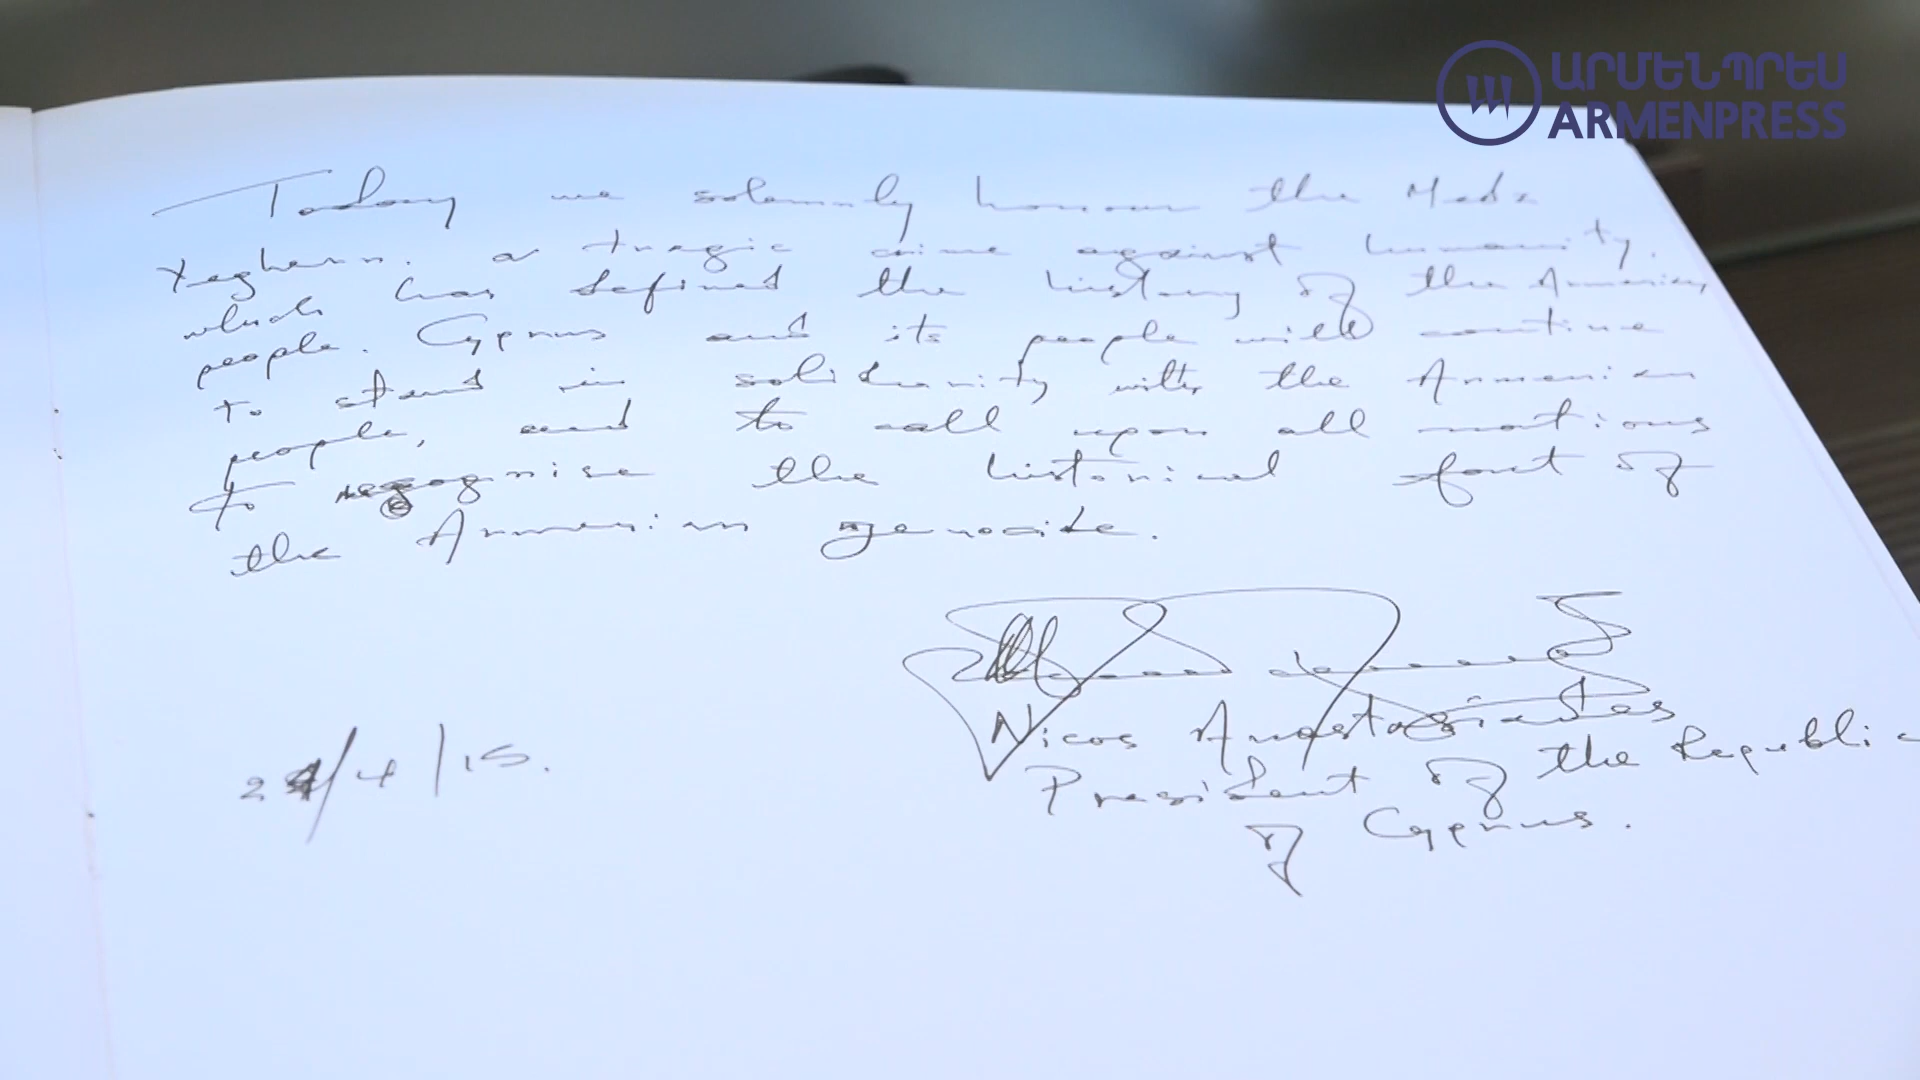 ԱՐՄԵՆՊՐԵՍ
ARMENPRESS
Today we solemnly honour the Medz
Yeghern. a tragic crime against humanity.
which has defined the history of the Armenian
people. Cyprus and its people will continue
to stand in solidarity with the Armenian
people, and to call upon all nations
to recognise the historical fact of
the Armenian genocide.
Nicos Anastasiades
President of the Republic
of Cyprus.
24/4/15.